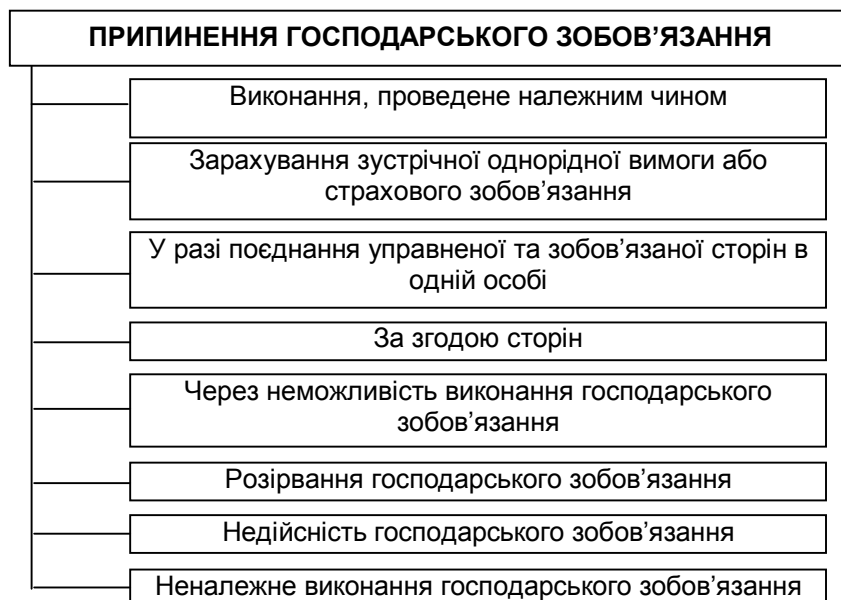 ПРИПИНЕННЯ ГОСПОДАРСЬКОГО ЗОБОВ’ЯЗАННЯ
Виконання, проведене належним чином
Зарахування зустрічної однорідної вимоги або
страхового зобов’язання
У разі поєднання управненої та зобов’язаної сторін в
одній особі
За згодою сторін
Через неможливість виконання господарського
зобов’язання
Розірвання господарського зобов’язання
Недійсність господарського зобов’язання
Неналежне виконання господарського зобов’язання